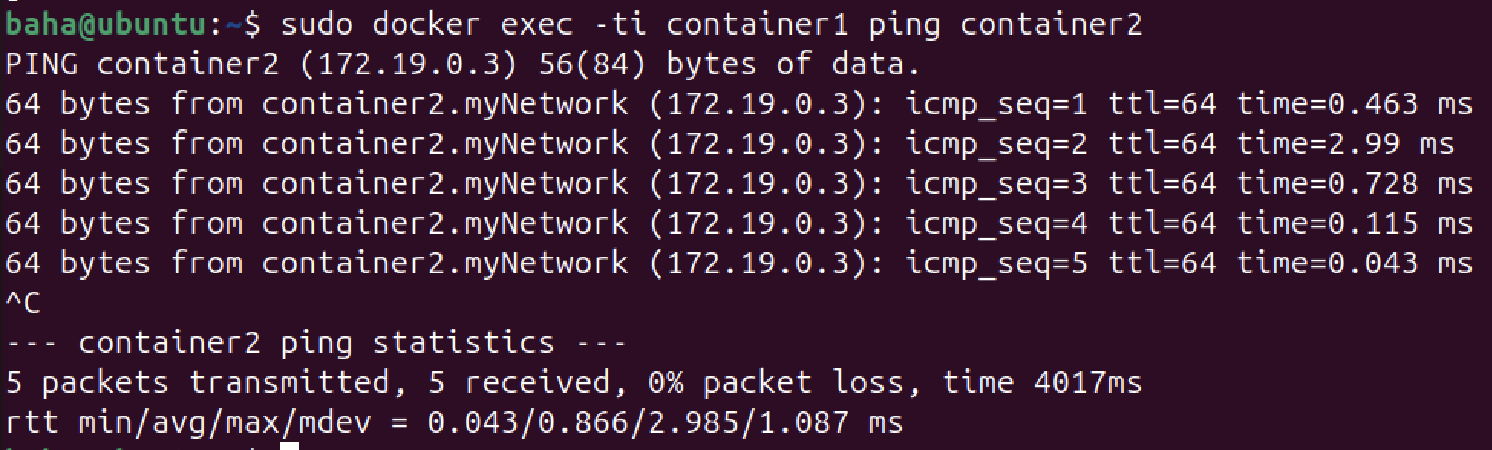 baha@ubuntu:~$ sudo docker exec -ti container1 ping container2
PING container2 (172.19.0.3) 56(84) bytes of data.
64 bytes from container2.myNetwork (172.19.0.3): icmp_seq=1 ttl=64 time=0.463 ms
64 bytes from container2.myNetwork (172.19.0.3): icmp_seq=2 ttl=64 time=2.99 ms
64 bytes from container2.myNetwork (172.19.0.3): icmp_seq=3 ttl=64 time=0.728 ms
64 bytes from container2.myNetwork (172.19.0.3): icmp_seq=4 ttl=64 time=0.115 ms
64 bytes from container2.myNetwork (172.19.0.3): icmp_seq=5 ttl=64 time=0.043 ms
^C
--- container2 ping statistics ---
5 packets transmitted, 5 received, 0% packet loss, time 4017ms
rtt min/avg/max/mdev = 0.043/0.866/2.985/1.087 ms